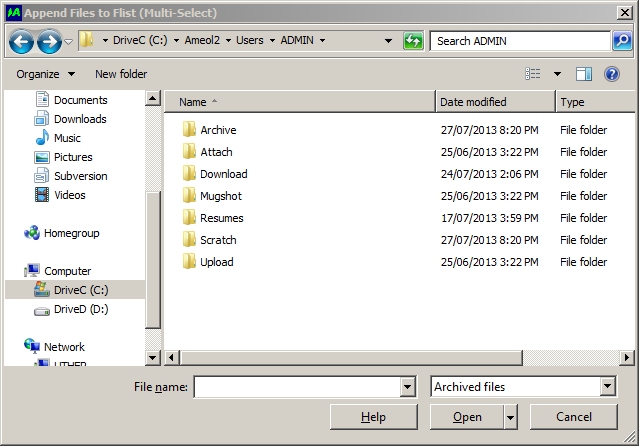 Append Files to Flist (Multi-Select)
DriveC (C:) Ameol2 Users ADMIN
Search ADMIN
Organize New folder
Documents
Downloads
Music
Pictures
Subversion
Videos
Homegroup
Computer
DriveC (C:)
DriveD (D:)
Network
Name Date modified Type
Archive 27/07/2013 8:20 PM File folder
Attach 25/06/2013 3:22 PM File folder
Download 24/07/2013 2:06 PM File folder
Mugshot 25/06/2013 3:22 PM File folder
Resumes 17/07/2013 3:59 PM File folder
Scratch 27/07/2013 8:20 PM File folder
Upload 25/06/2013 3:22 PM File folder
File name: Archived files
Help Open Cancel